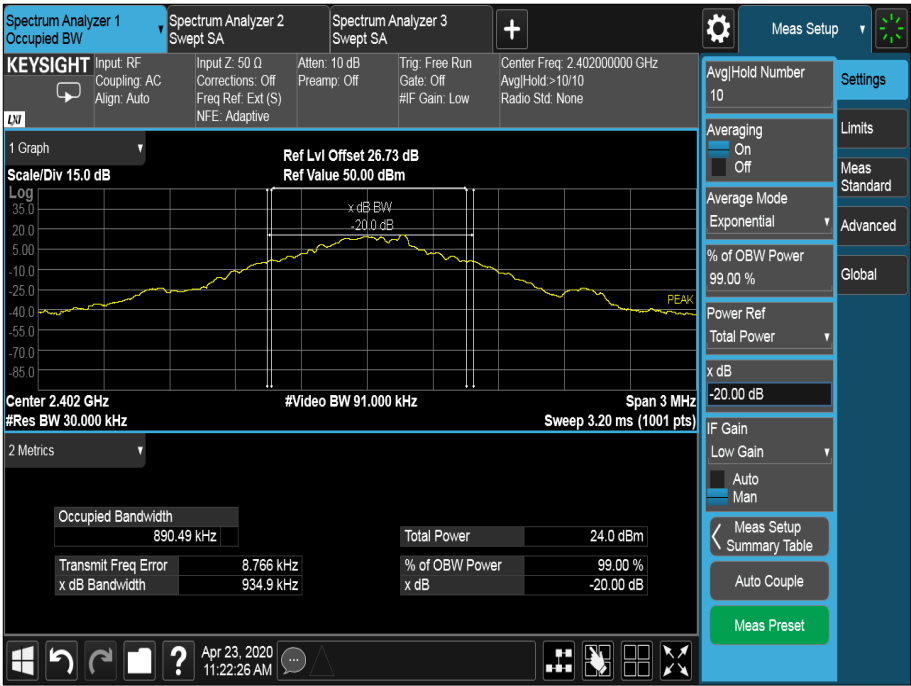 Spectrum Analyzer 1
Occupied BW
Spectrum Analyzer 2
Swept SA
Spectrum Analyzer 3
Swept SA
+
Meas Setup
KEYSIGHT
LXI
Input: RF
Coupling: AC
Align: Auto
Input Z: 50 Ω
Corrections: Off
Freq Ref: Ext (S)
NFE: Adaptive
Atten: 10 dB
Preamp: Off
Trig: Free Run
Gate: Off
#IF Gain: Low
Center Freq: 2.402000000 GHz
Avg|Hold:>10/10
Radio Std: None
1 Graph
Scale/Div 15.0 dB
Ref Lvl Offset 26.73 dB
Ref Value 50.00 dBm
Log
35.0
20.0
5.00
-10.0
-25.0
-40.0
-55.0
-70.0
-85.0
x dB BW
-20.0 dB
PEAK
Center 2.402 GHz
#Video BW 91.000 kHz
Span 3 MHz
#Res BW 30.000 kHz
Sweep 3.20 ms (1001 pts)
2 Metrics
Occupied Bandwidth
890.49 kHz
Total Power 24.0 dBm
Transmit Freq Error 8.766 kHz
% of OBW Power 99.00 %
x dB Bandwidth 934.9 kHz
x dB -20.00 dB
Apr 23, 2020
11:22:26 AM
?
...
Avg|Hold Number
10
Averaging
On
Off
Average Mode
Exponential
% of OBW Power
99.00 %
Power Ref
Total Power
x dB
-20.00 dB
IF Gain
Low Gain
Auto
Man
Meas Setup
Summary Table
Auto Couple
Meas Preset
Settings
Limits
Meas
Standard
Advanced
Global